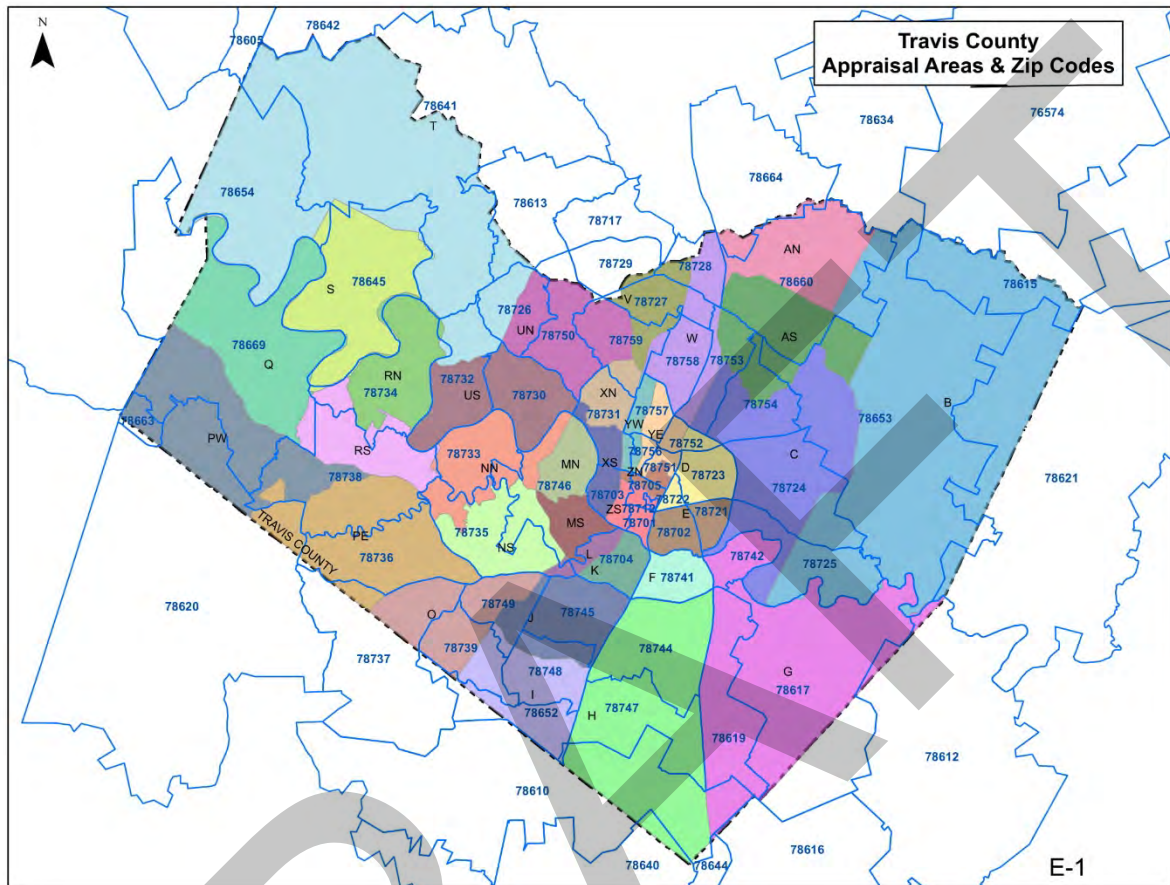 N
Travis County
Appraisal Areas & Zip Codes
78642
78605
78641
T
78634
76574
78664
78654
78613
78717
78729
78728
AN
78660
78615
S
78645
V
78727
78726
UN
78750
78759
W
AS
78669
Q
RN
78734
78732
US
78730
XN
78731
78758
78753
78757
78754
78653
B
78663
PW
RS
YW
YE
78752
78756
78738
78733
NN
MN
XS
ZN
78751
D
78723
C
78746
78705
78703
78724
78621
78722
ZS
78712
E
78721
78701
78702
MS
TRAVIS COUNTY
PE
78736
78735
NS
L
78704
K
78742
78725
F
78741
78620
O
78749
J
78745
78739
78737
78748
78744
G
78617
I
78652
H
78747
78619
78612
78610
78640
78644
78616
E-1
DRAFT